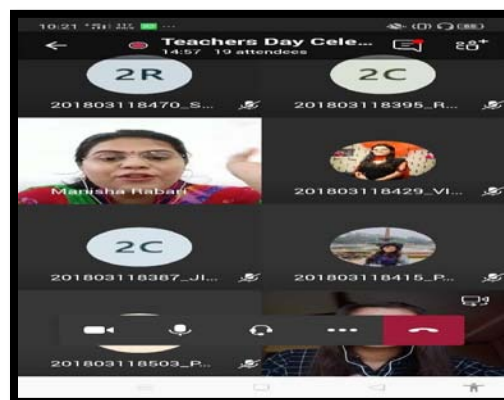 10:21
Teachers Day Cele...
14:57 19 attendees
2R
2C
201803118470_S...
201803118395_R...
Manisha Rabari
201803118429_VI...
2C
201803118387_JI...
201803118415_P...
201803118503_P...